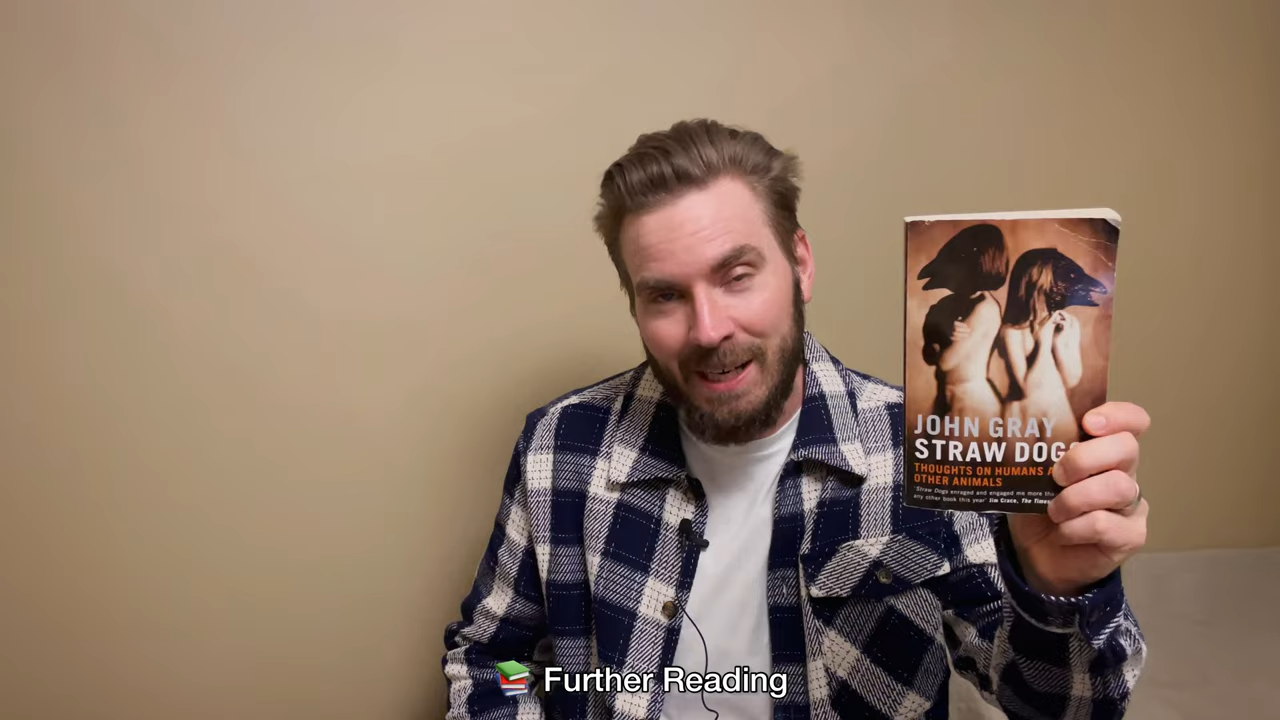 JOHN GRAY
STRAW DOGS
THOUGHTS ON HUMANS A
OTHER ANIMALS
'Straw Dogs enraged and engaged me more tha
any other book this year' Jim Crace, The Times
📚 Further Reading